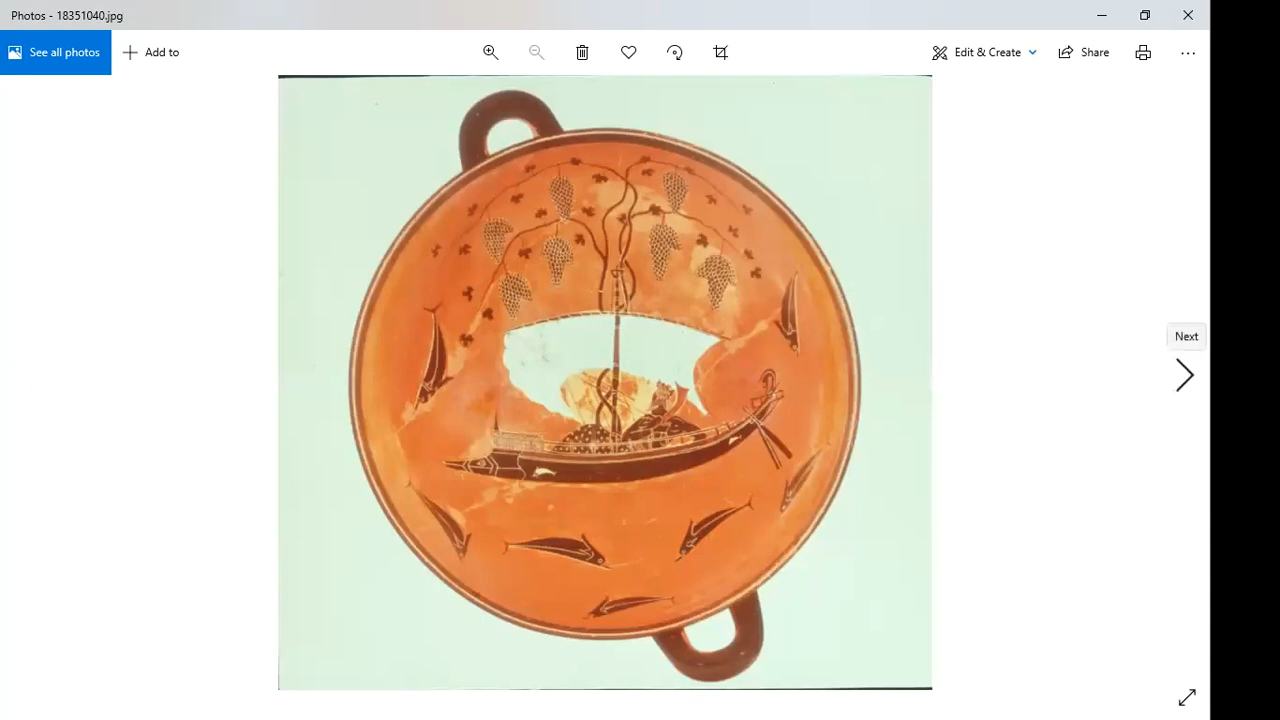 Photos - 18351040.jpg
See all photos
Add to
Edit & Create
Share
Next